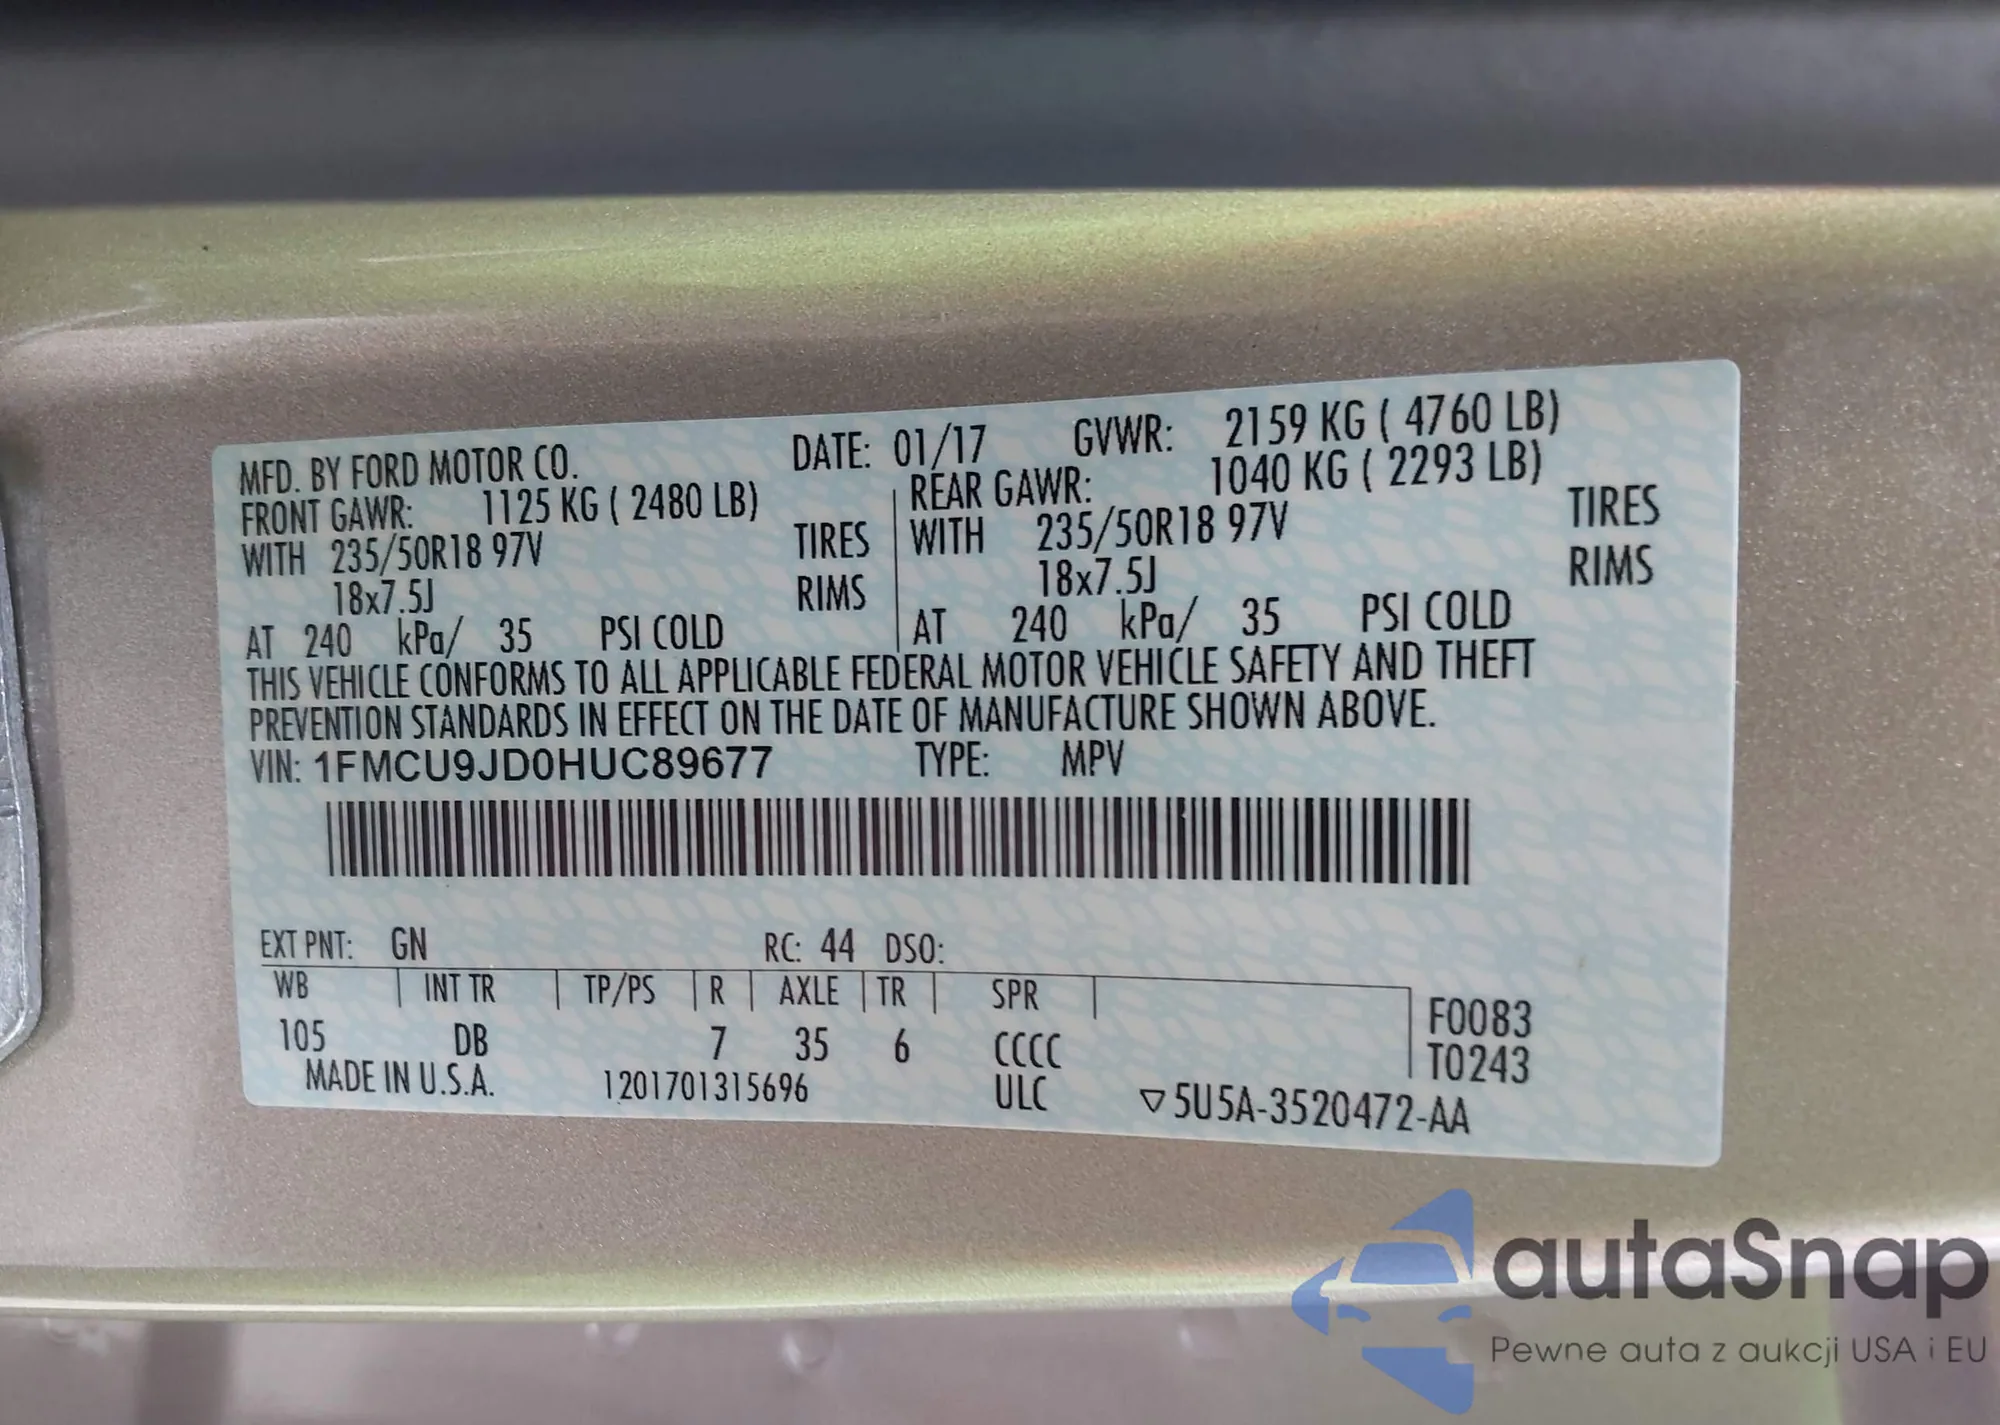 MFD. BY FORD MOTOR CO. DATE: 01/17 GVWR: 2159 KG ( 4760 LB)
FRONT GAWR: 1125 KG ( 2480 LB) REAR GAWR: 1040 KG ( 2293 LB)
WITH 235/50R18 97V TIRES WITH 235/50R18 97V TIRES
18x7.5J RIMS 18x7.5J RIMS
AT 240 kPa/ 35 PSI COLD AT 240 kPa/ 35 PSI COLD
THIS VEHICLE CONFORMS TO ALL APPLICABLE FEDERAL MOTOR VEHICLE SAFETY AND THEFT
PREVENTION STANDARDS IN EFFECT ON THE DATE OF MANUFACTURE SHOWN ABOVE.
VIN: 1FMCU9JD0HUC89677 TYPE: MPV
EXT PNT: GN RC: 44 DSO:
WB INT TR TP/PS R AXLE TR SPR
F0083
105 DB 7 35 6 CCCC T0243
MADE IN U.S.A. 1201701315696 ULC ▽5U5A-3520472-AA
autaSnap
Pewne auta z aukcji USA i EU